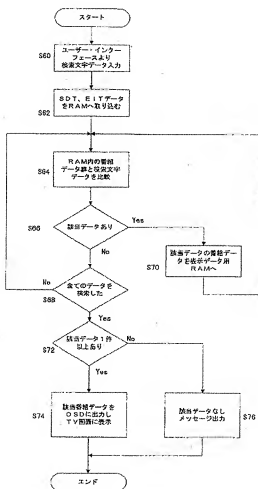 スタート
S60
ユーザー・インター
フェースより
検索文字データ入力
S62
SDT、EITデータ
をRAMへ取り込む
S64
RAM内の番組
データ群と検索文字
データを比較
S66
該当データあり
Yes
No
S70
該当データの番組デー
タを表示データ用
RAMへ
No
全てのデータを
検索した
S68
Yes
S72
該当データ1件
以上あり
No
Yes
S74
該当番組データを
OSDに出力し
TV画面に表示
該当データなし
メッセージ出力
S76
エンド